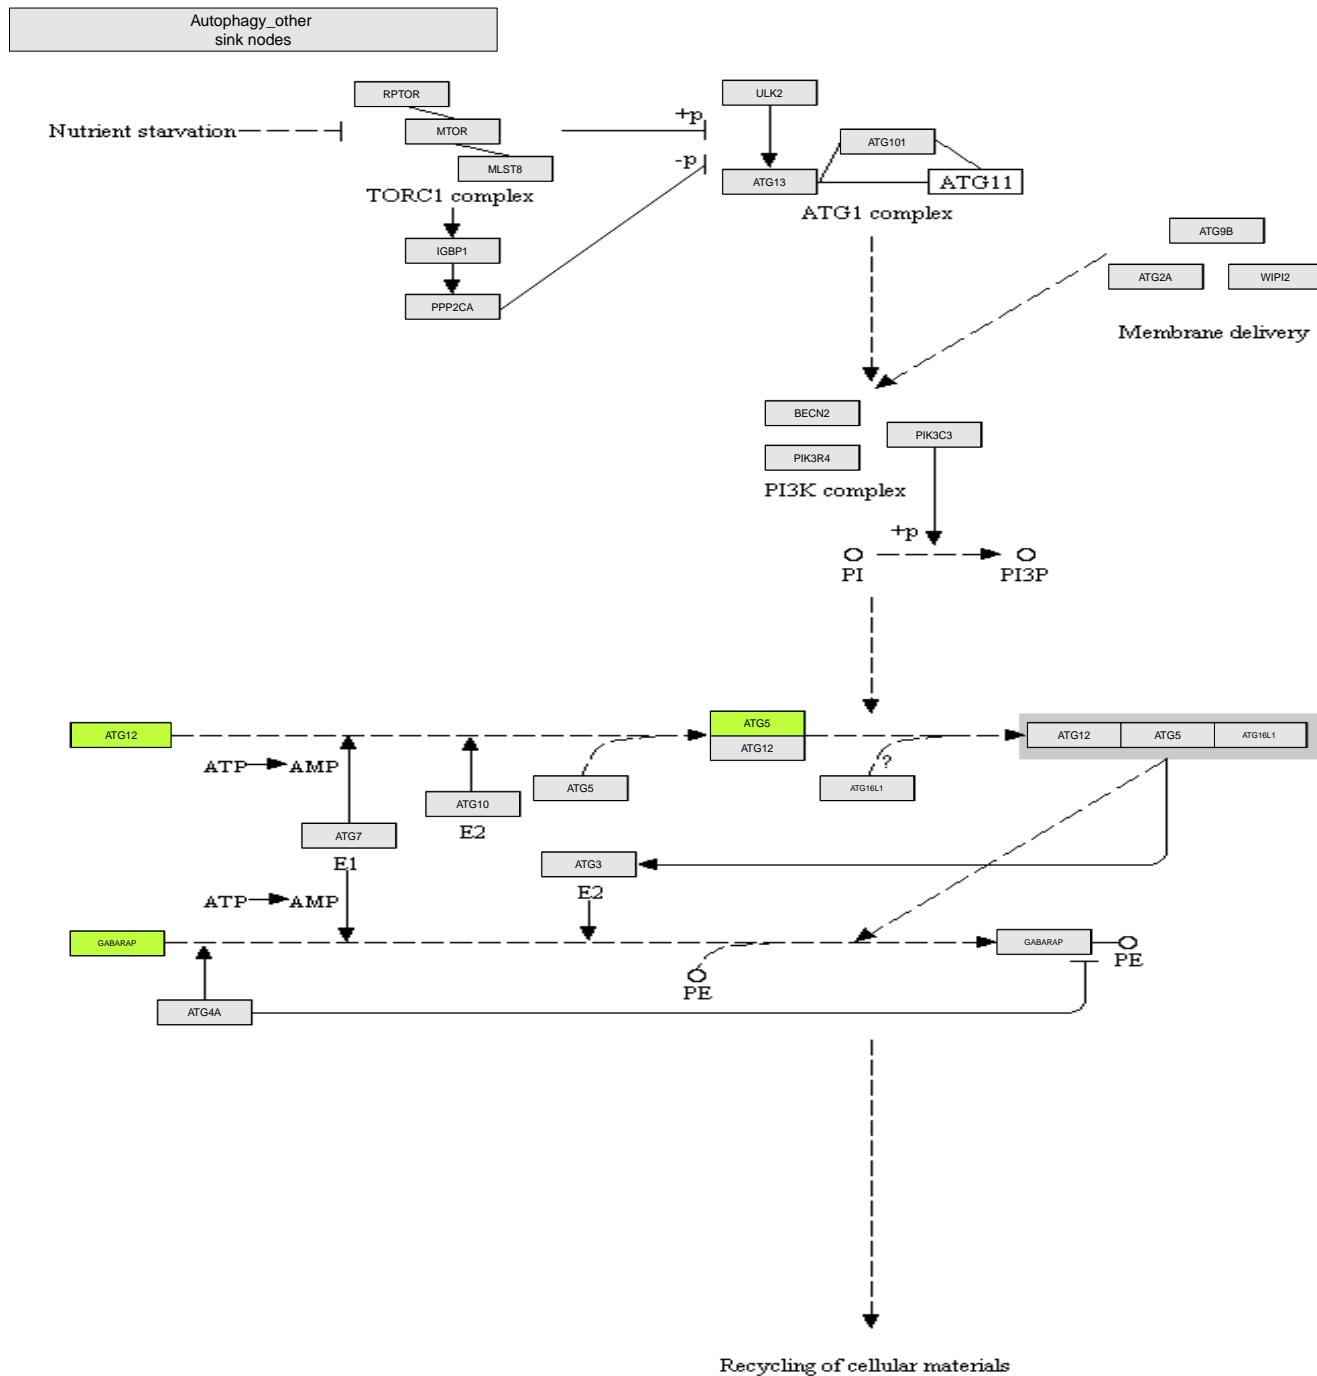 Autophagy_other
sink nodes
RPTOR
ULK2
Nutrient starvation
MTOR
+p
ATG101
MLST8
-p
ATG13
ATG11
TORC1 complex
ATG1 complex
ATG9B
IGBP1
ATG2A
WIPI2
PPP2CA
Membrane delivery
BECN2
PIK3C3
PIK3R4
PI3K complex
+p
PI
PI3P
ATG12
ATG5
ATG12
ATG12
ATG5
ATG16L1
ATP
AMP
?
ATG5
ATG16L1
ATG10
E2
ATG7
E1
ATG3
E2
ATP
AMP
GABARAP
GABARAP
PE
PE
ATG4A
Recycling of cellular materials